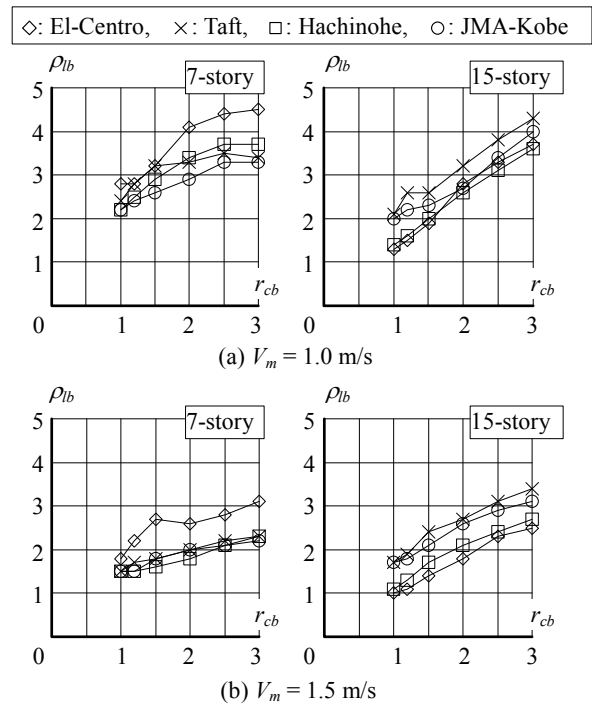 ◇: El-Centro, ×: Taft, □: Hachinohe, ○: JMA-Kobe
ρlb
7-story
5
4
3
2
1
0
1
2
3
rcb
ρlb
15-story
5
4
3
2
1
0
1
2
3
rcb
(a) Vm = 1.0 m/s
ρlb
7-story
5
4
3
2
1
0
1
2
3
rcb
ρlb
15-story
5
4
3
2
1
0
1
2
3
rcb
(b) Vm = 1.5 m/s